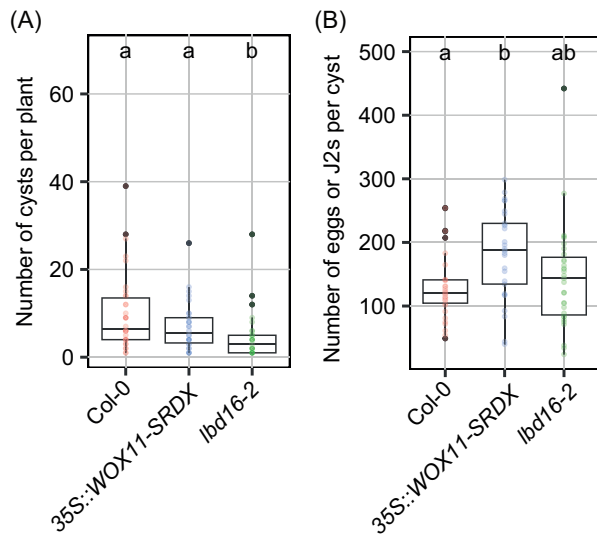 (A)
a a b
Number of cysts per plant
60
40
20
0
Col-0
35S::WOX11-SRDX
lbd16-2
(B)
a b ab
Number of eggs or J2s per cyst
500
400
300
200
100
Col-0
35S::WOX11-SRDX
lbd16-2